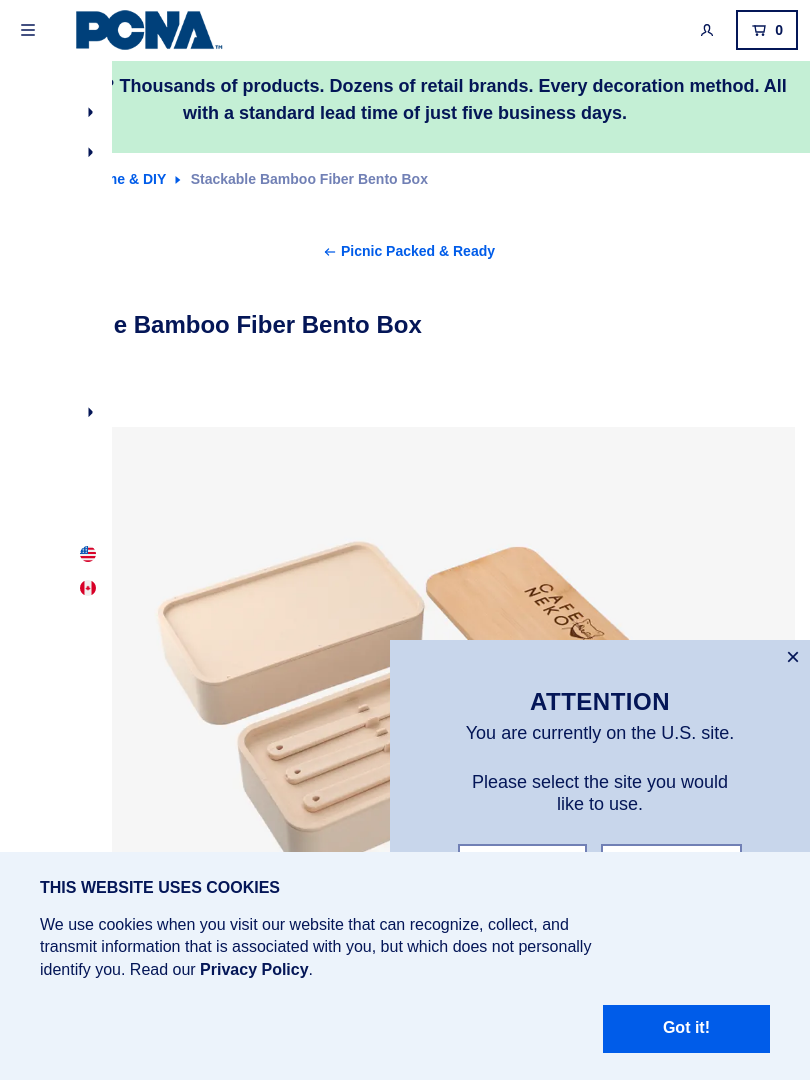 PCNA™
0
? Thousands of products. Dozens of retail brands. Every decoration method. All
with a standard lead time of just five business days.
ne & DIY
Stackable Bamboo Fiber Bento Box
Picnic Packed & Ready
e Bamboo Fiber Bento Box
CAFE
NEKO
ATTENTION
You are currently on the U.S. site.
Please select the site you would
like to use.
THIS WEBSITE USES COOKIES
We use cookies when you visit our website that can recognize, collect, and
transmit information that is associated with you, but which does not personally
identify you. Read our Privacy Policy.
Got it!